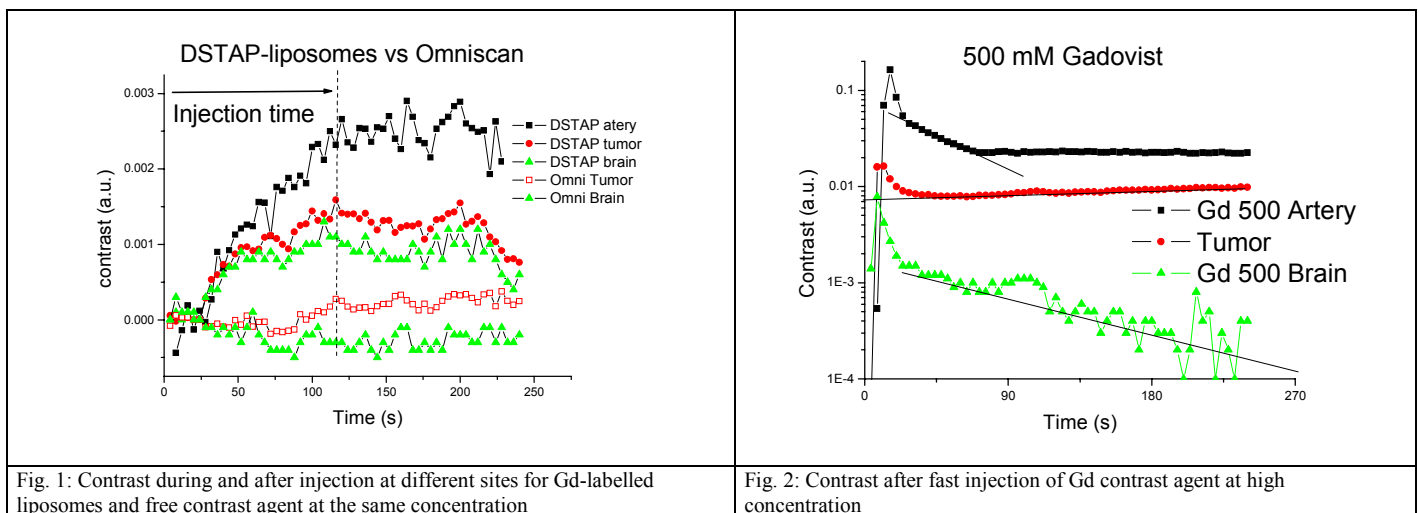 DSTAP-liposomes vs Omniscan
0.003
0.002
0.001
0.000
contrast (a.u.)
Injection time
DSTAP atery
DSTAP tumor
DSTAP brain
Omni Tumor
Omni Brain
0 50 100 150 200 250
Time (s)
500 mM Gadovist
0.1
0.01
1E-3
1E-4
Contrast (a.u.)
Gd 500 Artery
Tumor
Gd 500 Brain
0 90 180 270
Time (s)
Fig. 1: Contrast during and after injection at different sites for Gd-labelled
liposomes and free contrast agent at the same concentration
Fig. 2: Contrast after fast injection of Gd contrast agent at high
concentration